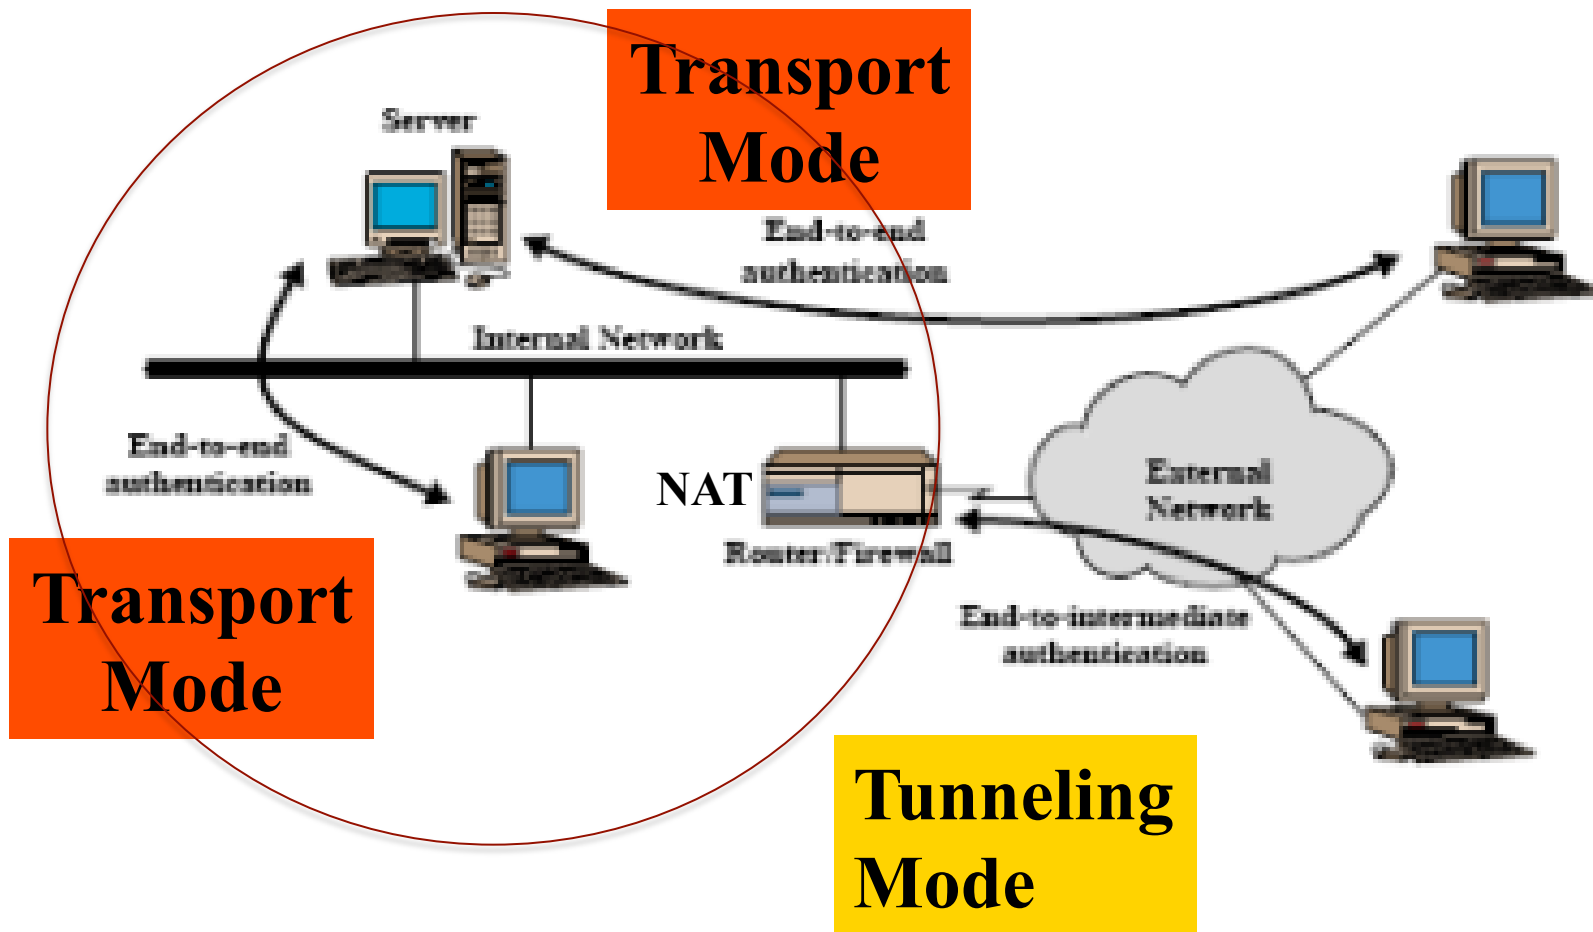 Transport
Mode
Server
End-to-end
authentication
Internal Network
End-to-end
authentication
NAT
Router/Firewall
External
Network
Transport
Mode
End-to-intermediate
authentication
Tunneling
Mode